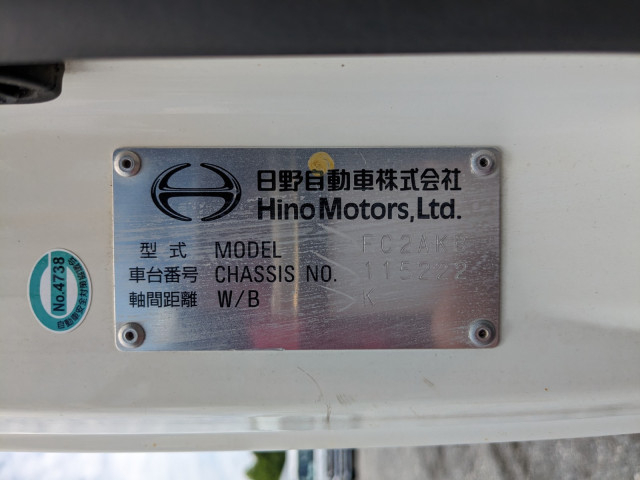 日野自動車株式会社
Hino Motors, Ltd.
型式 MODEL
車台番号 CHASSIS NO. 115222
軸間距離 W/B K
No.4738